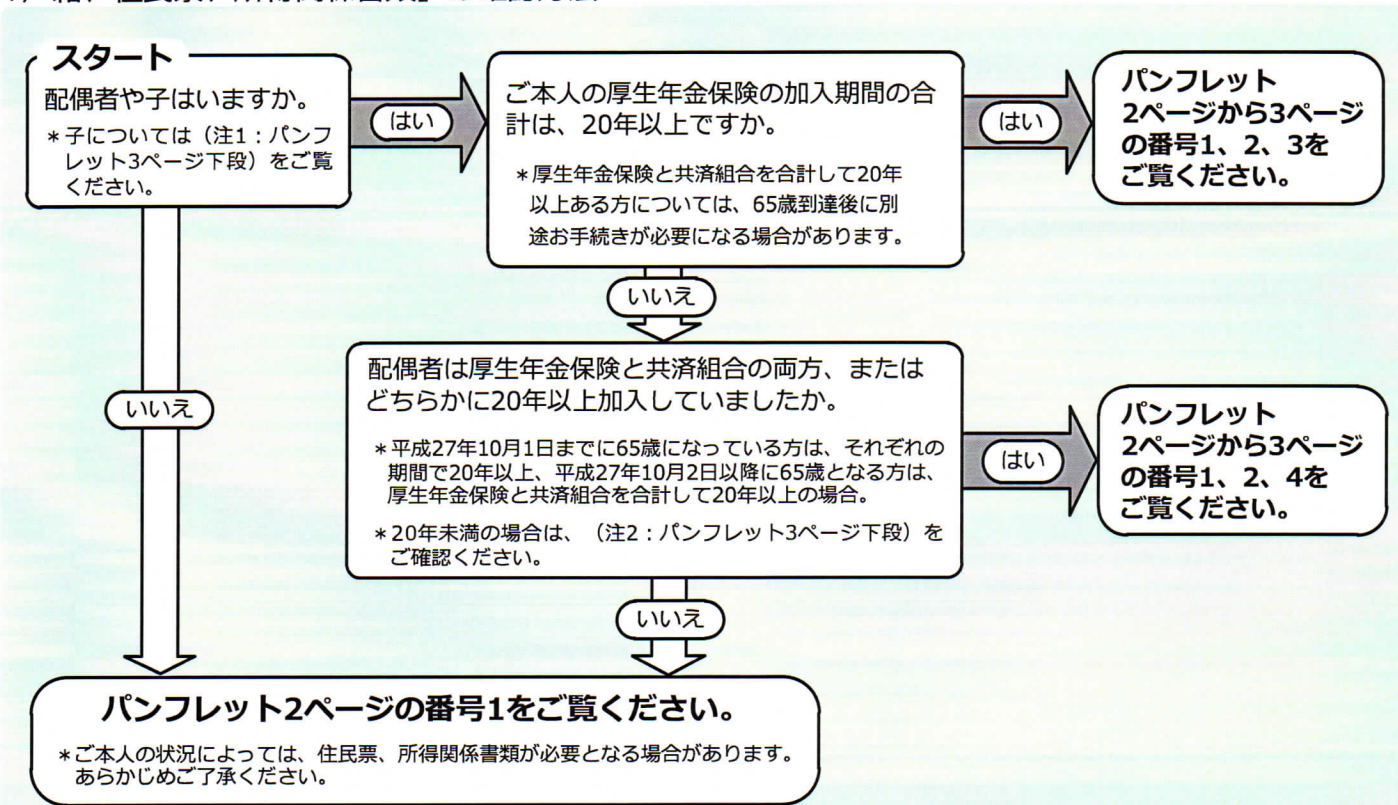 スタート
配偶者や子はいますか。
＊子については（注1：パンフ
レット3ページ下段）をご覧
ください。
はい
ご本人の厚生年金保険の加入期間の合
計は、20年以上ですか。
＊厚生年金保険と共済組合を合計して20年
以上ある方については、65歳到達後に別
途お手続きが必要になる場合があります。
はい
パンフレット
2ページから3ページ
の番号1、2、3を
ご覧ください。
いいえ
配偶者は厚生年金保険と共済組合の両方、または
どちらかに20年以上加入していましたか。
＊平成27年10月1日までに65歳になっている方は、それぞれの
期間で20年以上、平成27年10月2日以降に65歳となる方は、
厚生年金保険と共済組合を合計して20年以上の場合。
＊20年未満の場合は、（注2：パンフレット3ページ下段）を
ご確認ください。
はい
パンフレット
2ページから3ページ
の番号1、2、4を
ご覧ください。
いいえ
いいえ
パンフレット2ページの番号1をご覧ください。
＊ご本人の状況によっては、住民票、所得関係書類が必要となる場合があります。
あらかじめご了承ください。